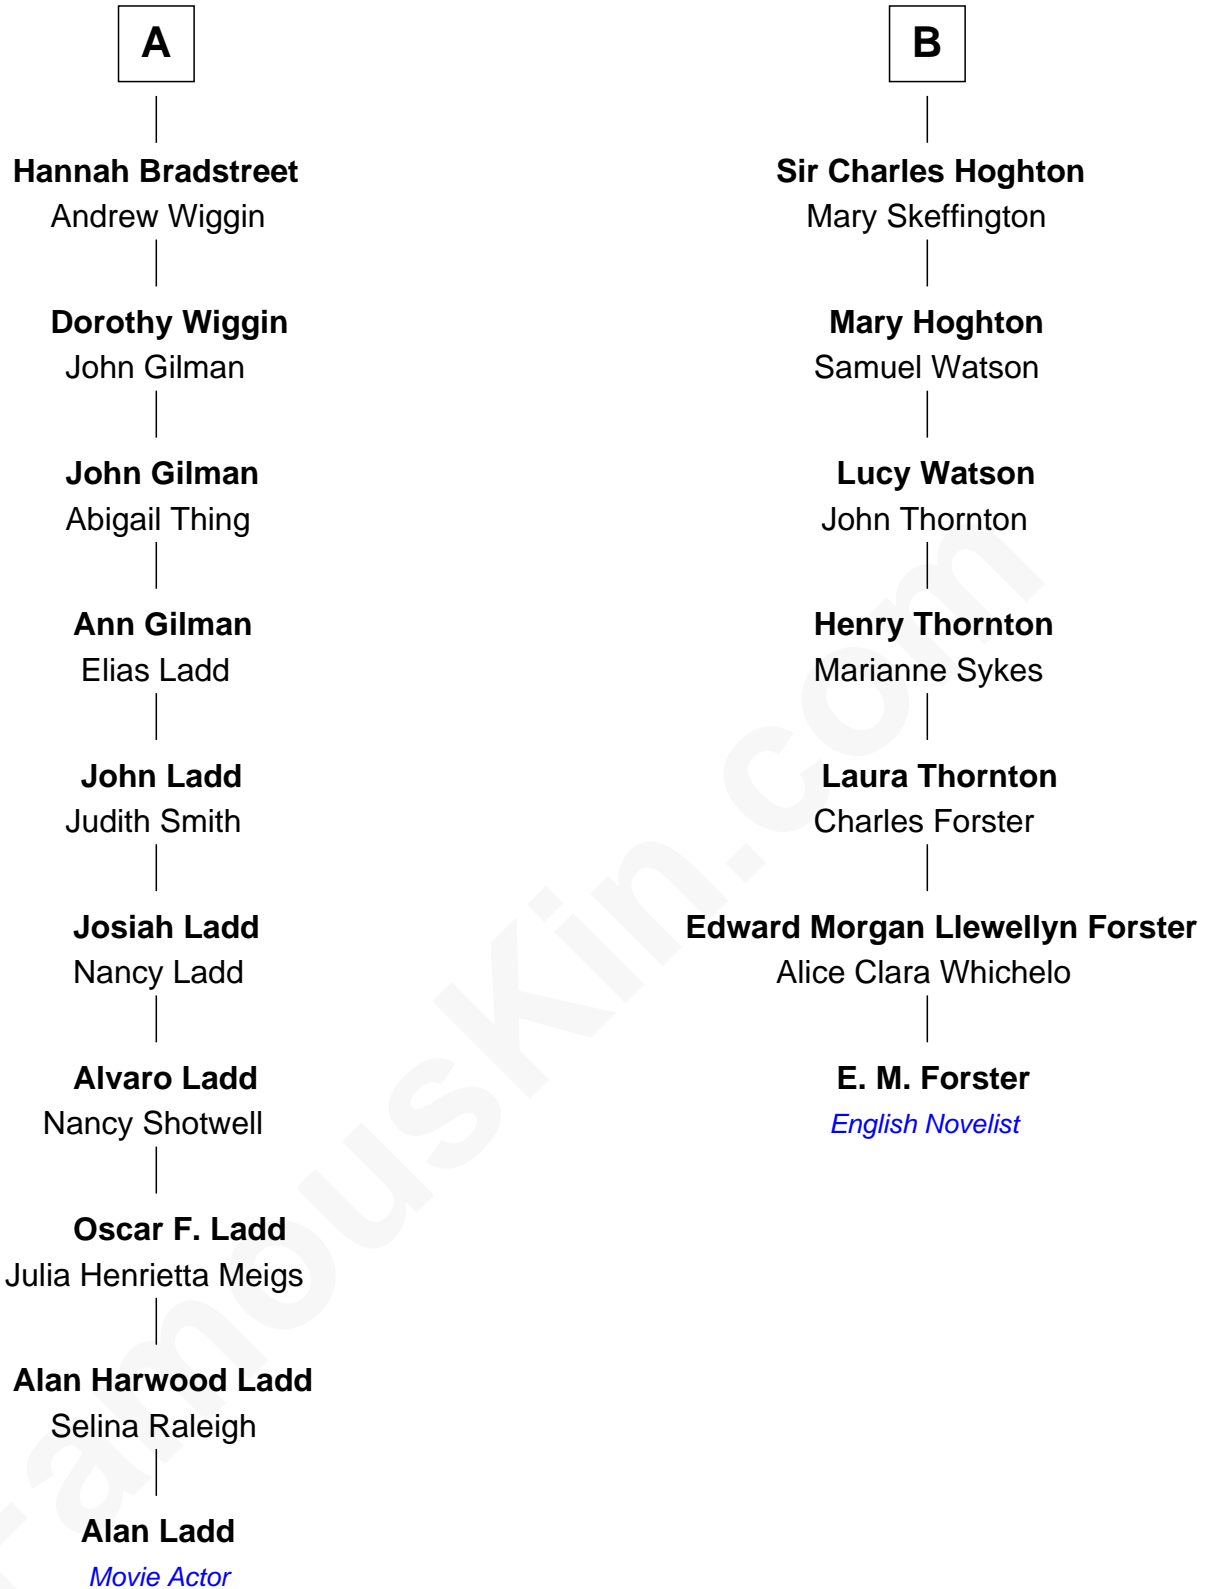 A
Hannah Bradstreet
Andrew Wiggin
Dorothy Wiggin
John Gilman
John Gilman
Abigail Thing
Ann Gilman
Elias Ladd
John Ladd
Judith Smith
Josiah Ladd
Nancy Ladd
Alvaro Ladd
Nancy Shotwell
Oscar F. Ladd
Julia Henrietta Meigs
Alan Harwood Ladd
Selina Raleigh
Alan Ladd
Movie Actor
B
Sir Charles Hoghton
Mary Skeffington
Mary Hoghton
Samuel Watson
Lucy Watson
John Thornton
Henry Thornton
Marianne Sykes
Laura Thornton
Charles Forster
Edward Morgan Llewellyn Forster
Alice Clara Whichelo
E. M. Forster
English Novelist
FamousKin.com